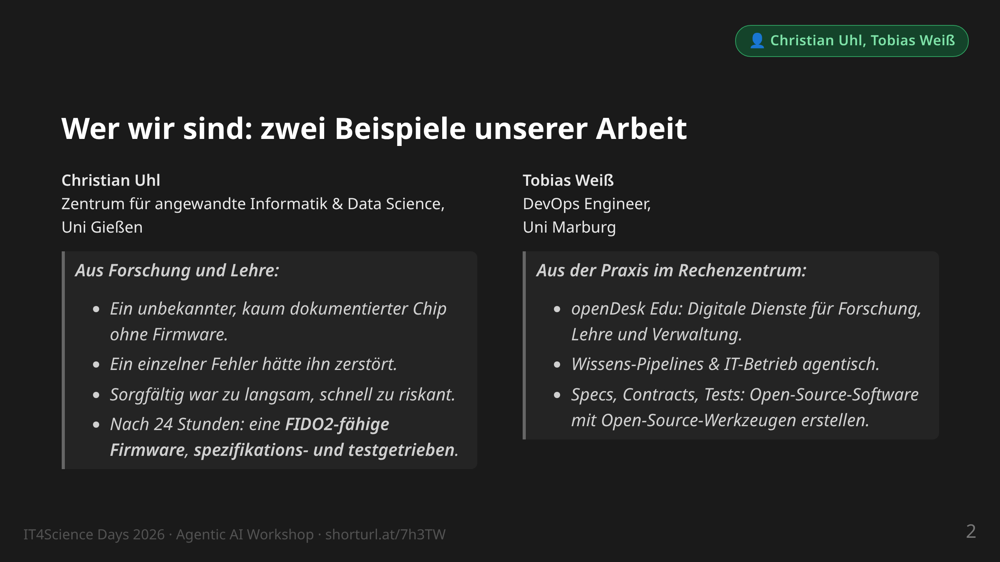 Christian Uhl, Tobias Weiß
Wer wir sind: zwei Beispiele unserer Arbeit
Christian Uhl
Zentrum für angewandte Informatik & Data Science,
Uni Gießen
Aus Forschung und Lehre:
Ein unbekannter, kaum dokumentierter Chip
ohne Firmware.
Ein einzelner Fehler hätte ihn zerstört.
Sorgfältig war zu langsam, schnell zu riskant.
Nach 24 Stunden: eine FIDO2-fähige
Firmware, spezifikations- und testgetrieben.
Tobias Weiß
DevOps Engineer,
Uni Marburg
Aus der Praxis im Rechenzentrum:
openDesk Edu: Digitale Dienste für Forschung,
Lehre und Verwaltung.
Wissens-Pipelines & IT-Betrieb agentisch.
Specs, Contracts, Tests: Open-Source-Software
mit Open-Source-Werkzeugen erstellen.
IT4Science Days 2026 · Agentic AI Workshop · shorturl.at/7h3TW
2